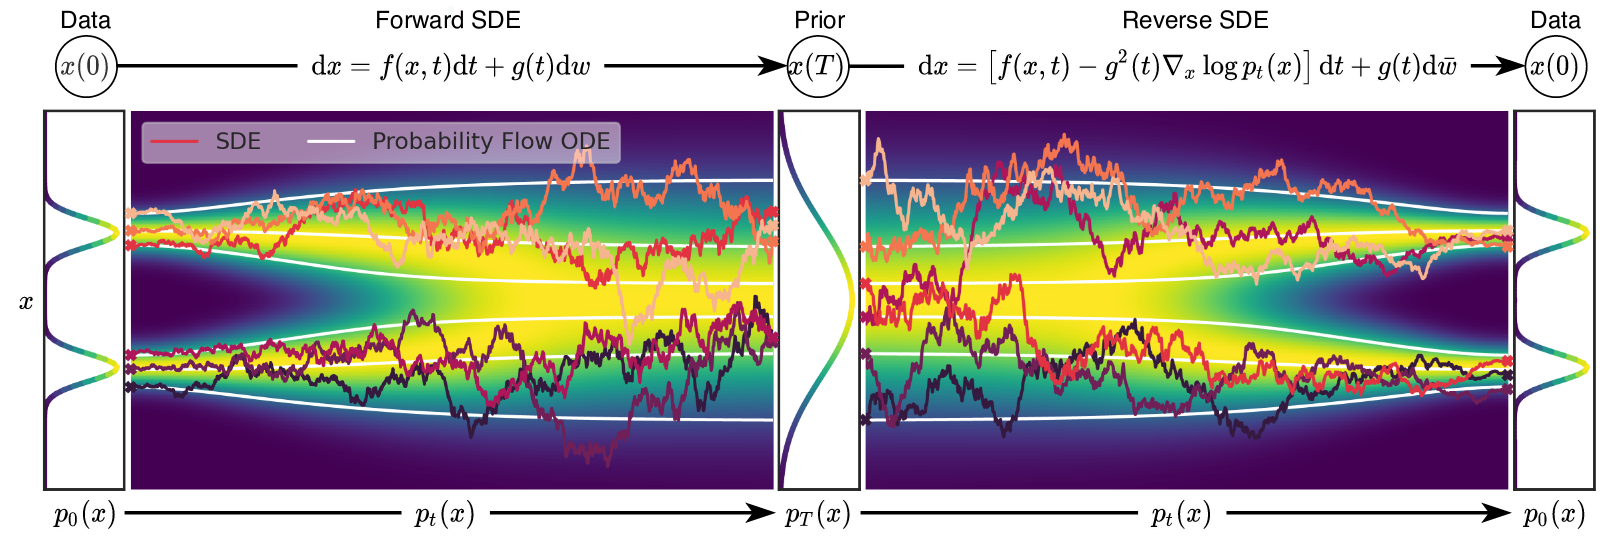 Data Forward SDE Prior Reverse SDE Data
x(0) dx = f(x, t)dt + g(t)dw x(T) dx = [f(x, t) − g²(t)∇ₓ log pₜ(x)] dt + g(t)dw̄ x(0)
SDE Probability Flow ODE
x
p₀(x) pₜ(x) p_T(x) pₜ(x) p₀(x)